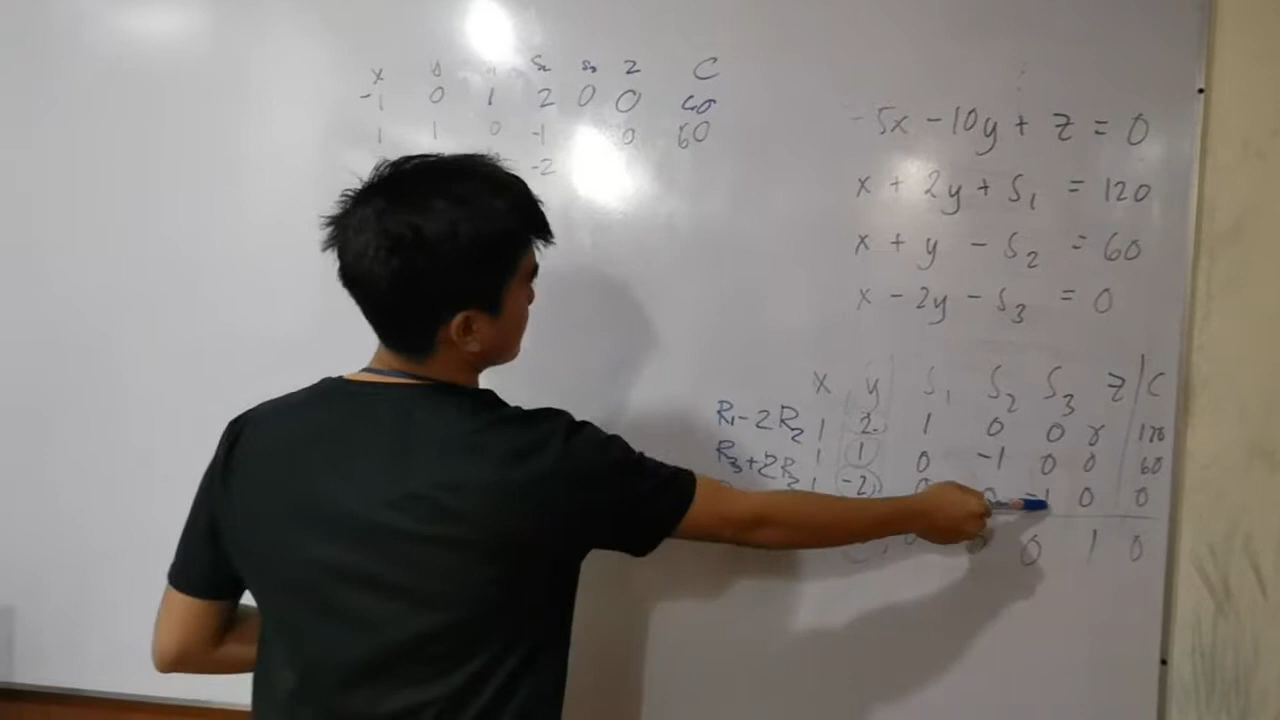 x y S₂ S₃ Z C
-1 0 1 2 0 0
1 1 0 -1 0 60
-2
-5x - 10y + Z = 0
x + 2y + S₁ = 120
x + y - S₂ = 60
x - 2y - S₃ = 0
x y S₁ S₂ S₃ Z C
R₁-2R₂ 1 2 1 0 0 0 120
R₃+2R₂ 1 1 0 -1 0 0 60
1 -2 0 0 -1 0 0
0 0 1 0